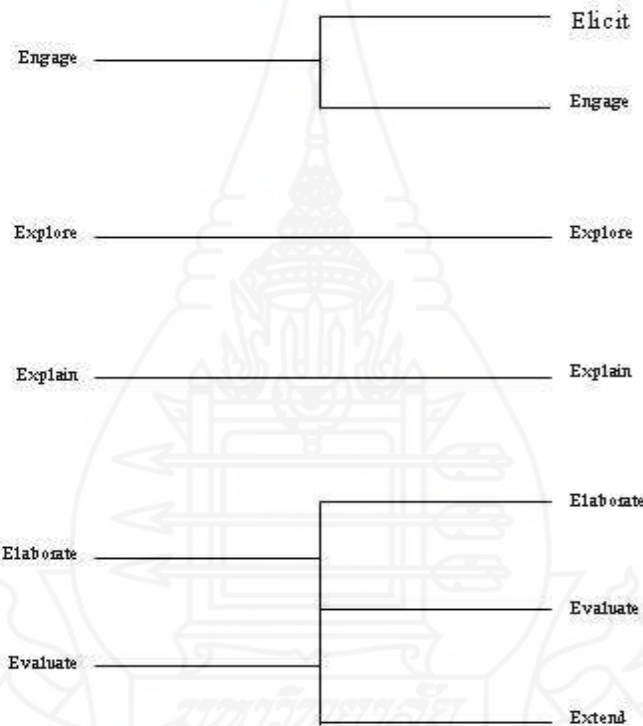 Elicit
Engage
Engage
Explore
Explore
Explain
Explain
Elaborate
Elaborate
Evaluate
Evaluate
Extend